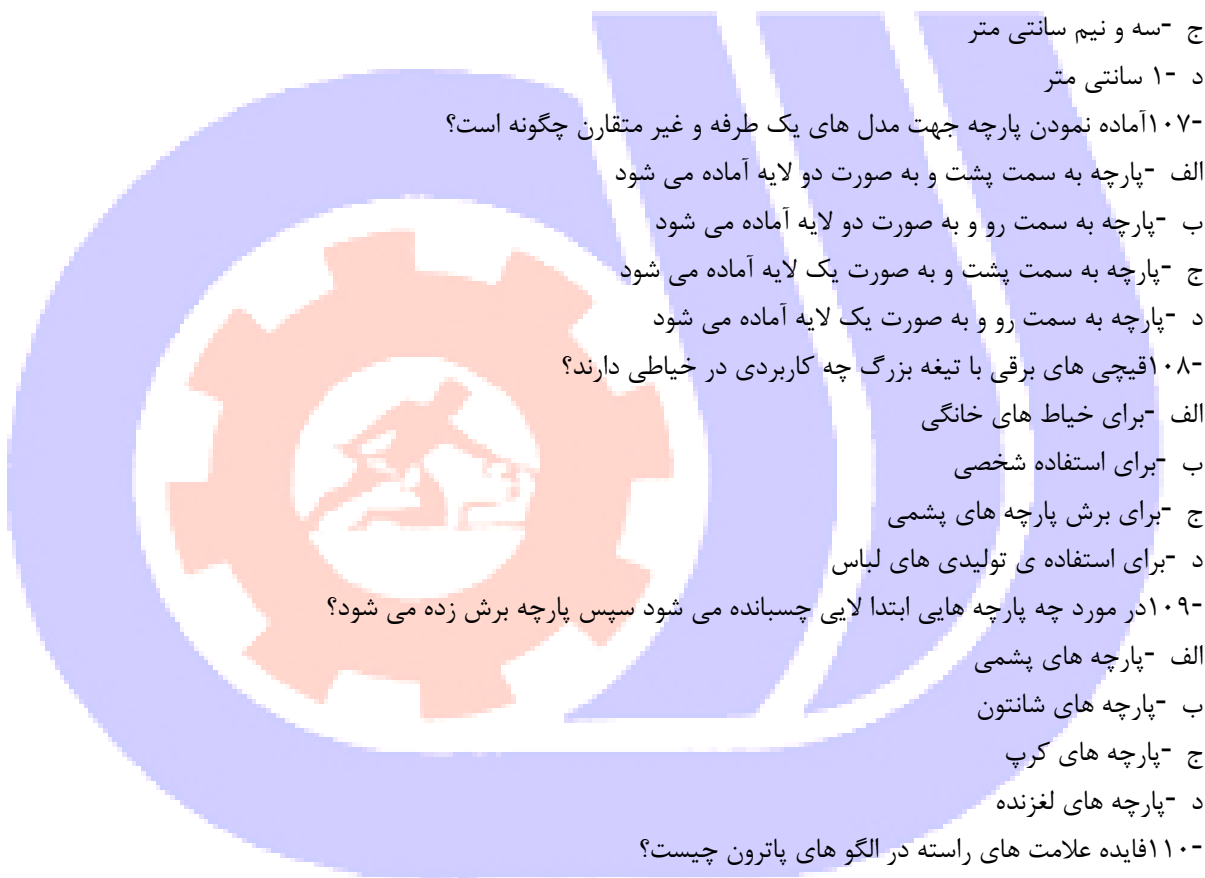 ج -سه و نیم سانتی متر
د -۱ سانتی متر
-۱۰۷آماده نمودن پارچه جهت مدل های یک طرفه و غیر متقارن چگونه است؟
الف -پارچه به سمت پشت و به صورت دو لایه آماده می شود
ب -پارچه به سمت رو و به صورت دو لایه آماده می شود
ج -پارچه به سمت پشت و به صورت یک لایه آماده می شود
د -پارچه به سمت رو و به صورت یک لایه آماده می شود
-۱۰۸قیچی های برقی با تیغه بزرگ چه کاربردی در خیاطی دارند؟
الف -برای خیاط های خانگی
ب -برای استفاده شخصی
ج -برای برش پارچه های پشمی
د -برای استفاده ی تولیدی های لباس
-۱۰۹در مورد چه پارچه هایی ابتدا لایی چسبانده می شود سپس پارچه برش زده می شود؟
الف -پارچه های پشمی
ب -پارچه های شانتون
ج -پارچه های کرپ
د -پارچه های لغزنده
-۱۱۰فایده علامت های راسته در الگو های پاترون چیست؟